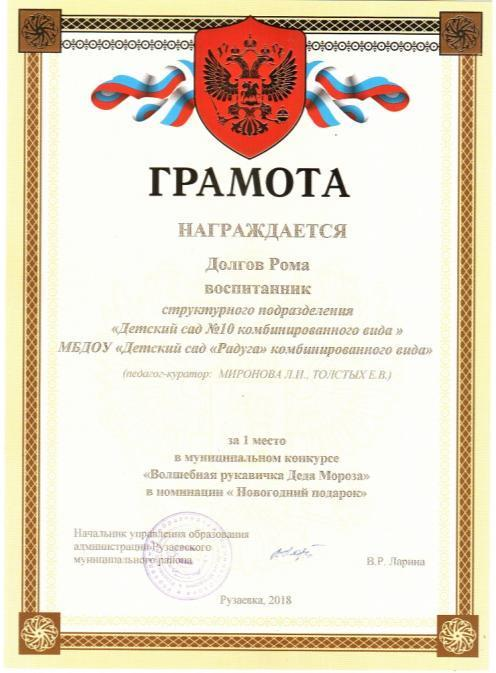 ГРАМОТА
НАГРАЖДАЕТСЯ
Долгов Рома
воспитанник
структурного подразделения
«Детский сад №10 комбинированного вида »
МБДОУ «Детский сад «Радуга» комбинированного вида»
(педагог-куратор: МИРОНОВА Л.Н., ТОЛСТЫХ Е.В.)
за 1 место
в муниципальном конкурсе
«Волшебная рукавичка Деда Мороза»
в номинации « Новогодний подарок»
Начальник управления образования
администрации Рузаевского
муниципального района
В.Р. Ларина
Рузаевка, 2018